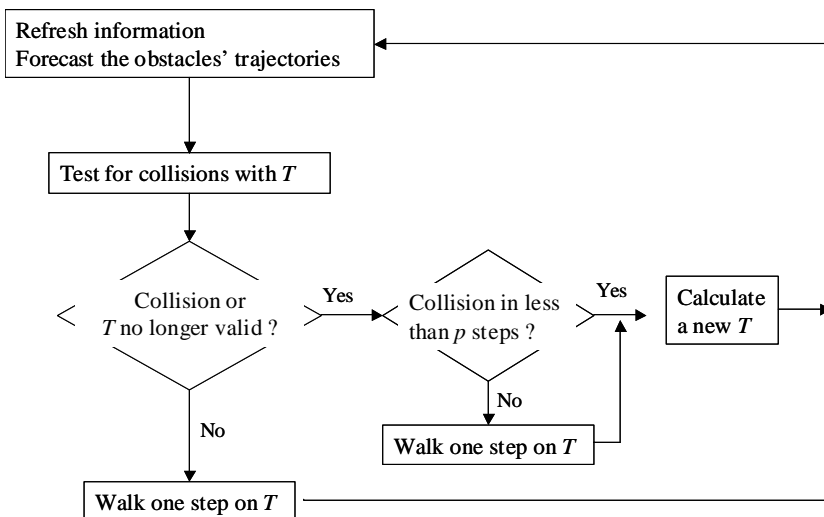 Refresh information
Forecast the obstacles’ trajectories
Test for collisions with T
Collision or
T no longer valid ?
Yes
Collision in less
than p steps ?
Yes
Calculate
a new T
No
Walk one step on T
No
Walk one step on T